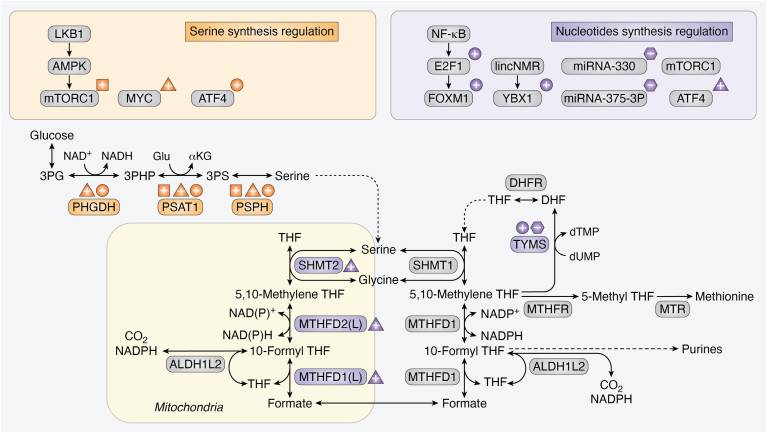 Serine synthesis regulation
LKB1
AMPK
mTORC1
MYC
ATF4
Nucleotides synthesis regulation
NF-κB
E2F1
lincNMR
miRNA-330
mTORC1
FOXM1
YBX1
miRNA-375-3P
ATF4
Glucose
NAD+ NADH
Glu αKG
3PG
3PHP
3PS
Serine
PHGDH
PSAT1
PSPH
DHFR
THF
DHF
TYMS
dTMP
dUMP
THF
Serine
THF
SHMT2
SHMT1
Glycine
5,10-Methylene THF
5,10-Methylene THF
5-Methyl THF
Methionine
MTHFR
MTR
NAD(P)+
MTHFD2(L)
MTHFD1
NADP+
NAD(P)H
NADPH
CO2
NADPH
10-Formyl THF
10-Formyl THF
Purines
ALDH1L2
THF
MTHFD1(L)
MTHFD1
THF
ALDH1L2
CO2
NADPH
Mitochondria
Formate
Formate